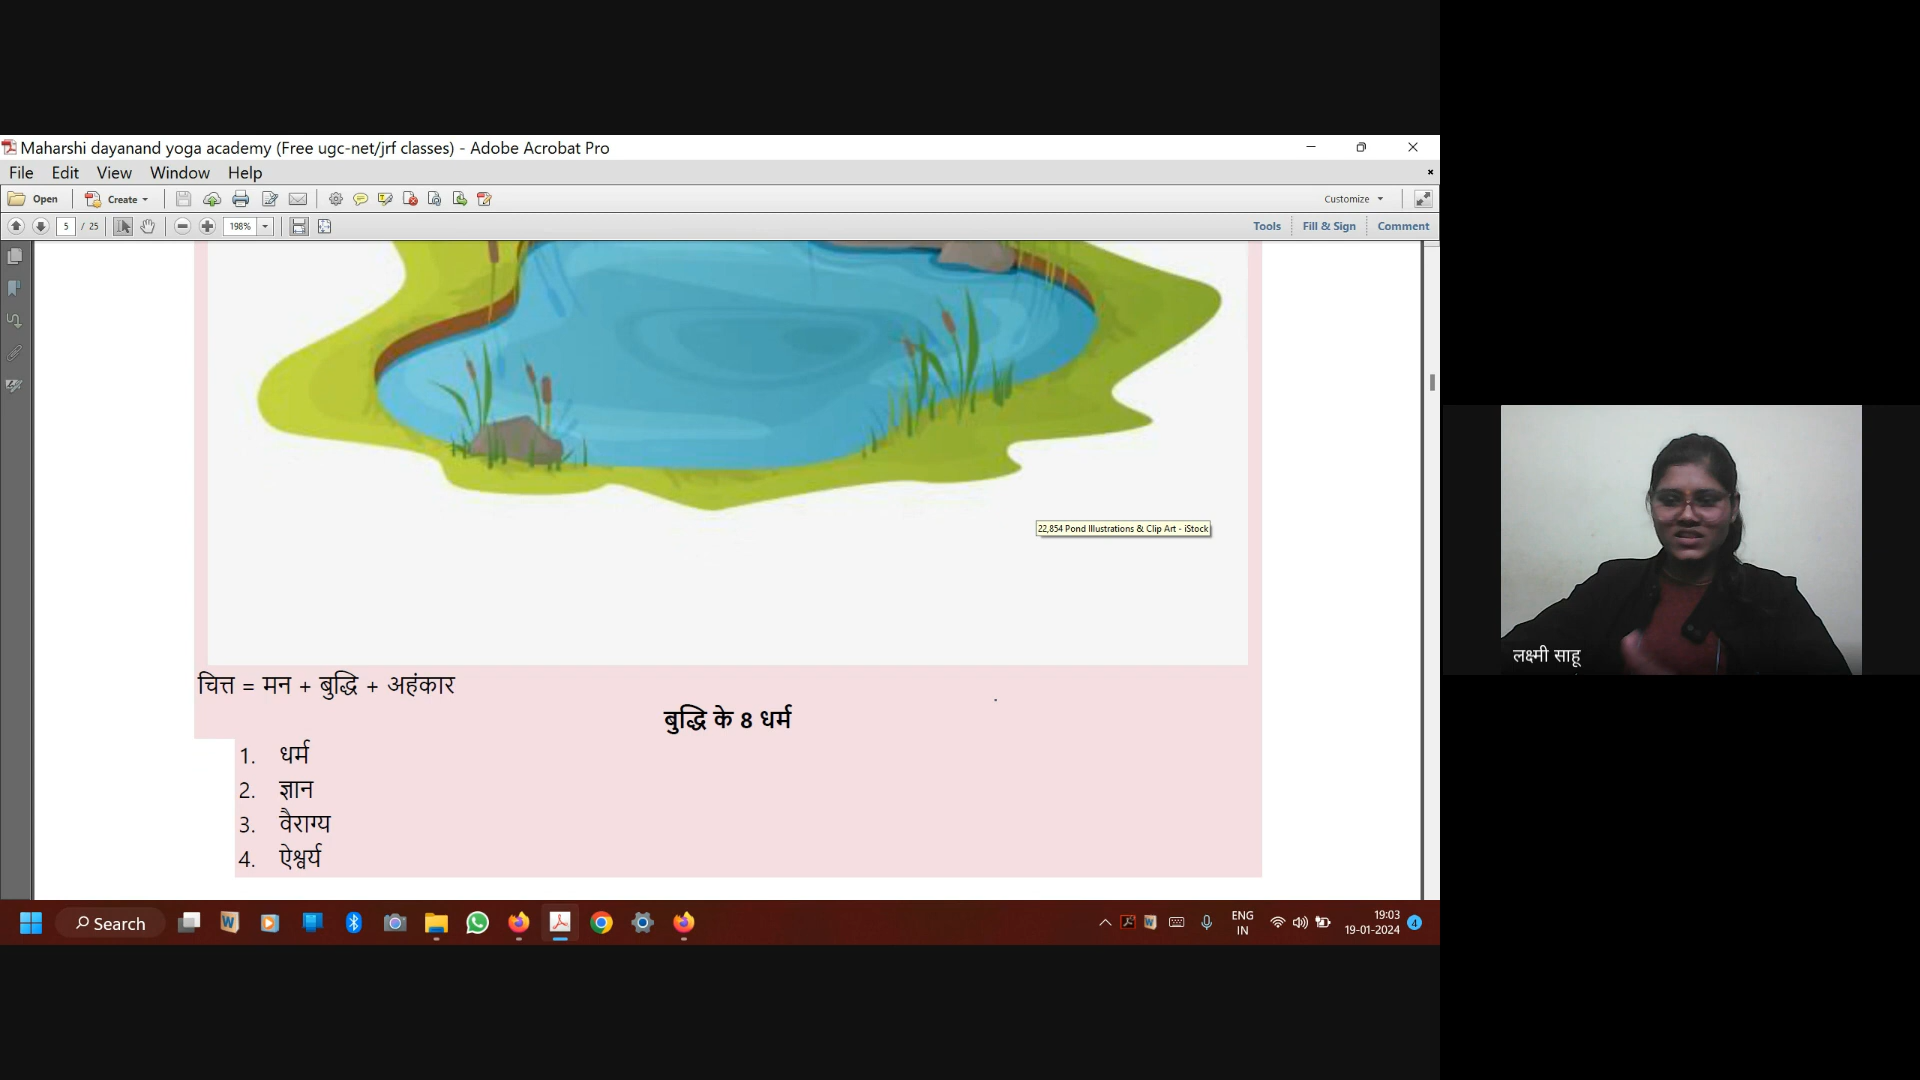 Maharshi dayanand yoga academy (Free ugc-net/jrf classes) - Adobe Acrobat Pro
File Edit View Window Help
Open Create Customize
5 / 25 198% Tools Fill & Sign Comment
22,854 Pond Illustrations & Clip Art - iStock
चित्त = मन + बुद्धि + अहंकार
बुद्धि के 8 धर्म
1. धर्म
2. ज्ञान
3. वैराग्य
4. ऐश्वर्य
लक्ष्मी साहू
Search
ENG
IN
19:03
19-01-2024
4